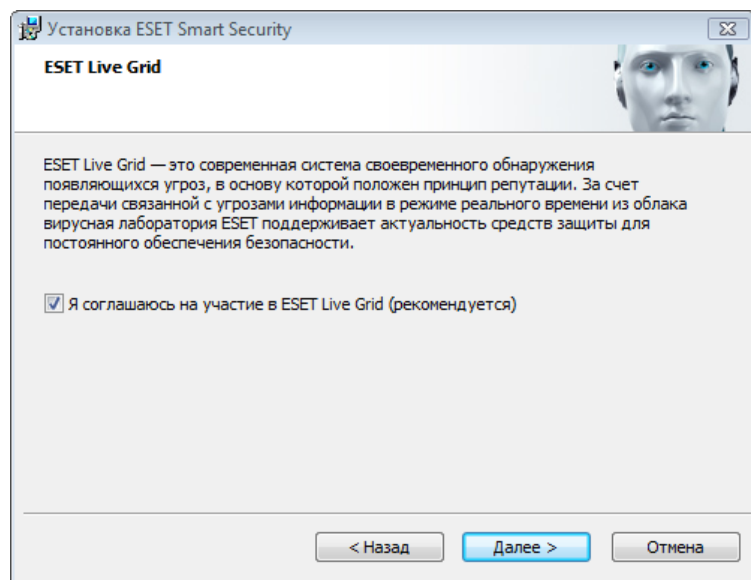 Установка ESET Smart Security
ESET Live Grid
ESET Live Grid — это современная система своевременного обнаружения
появляющихся угроз, в основу которой положен принцип репутации. За счет
передачи связанной с угрозами информации в режиме реального времени из облака
вирусная лаборатория ESET поддерживает актуальность средств защиты для
постоянного обеспечения безопасности.
Я соглашаюсь на участие в ESET Live Grid (рекомендуется)
< Назад
Далее >
Отмена